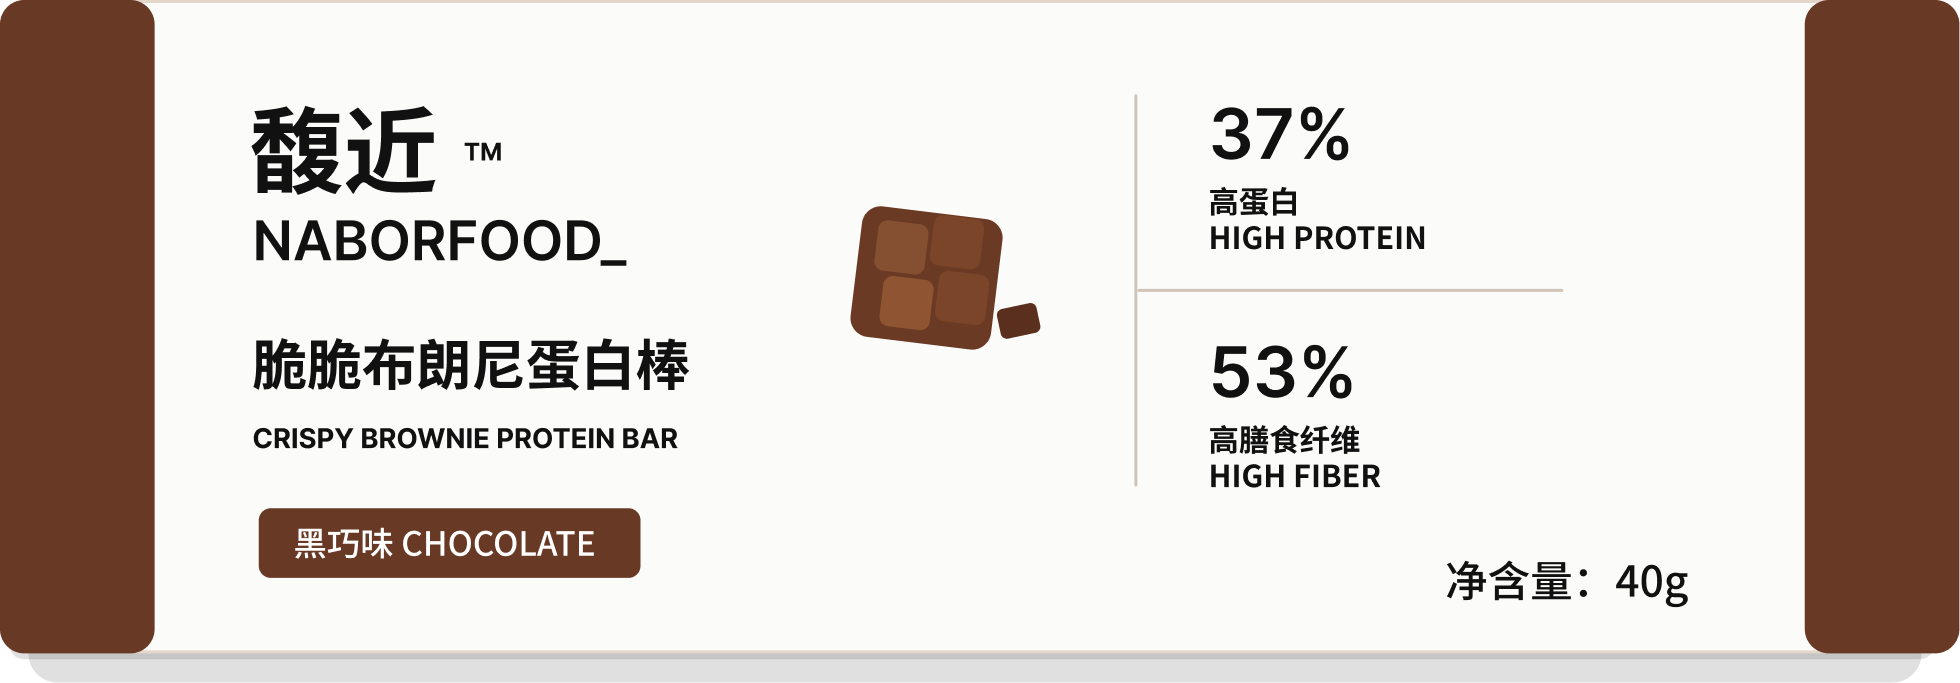 馥近 ™
NABORFOOD_
脆脆布朗尼蛋白棒
CRISPY BROWNIE PROTEIN BAR
黑巧味 CHOCOLATE
37%
高蛋白
HIGH PROTEIN
53%
高膳食纤维
HIGH FIBER
净含量：40g